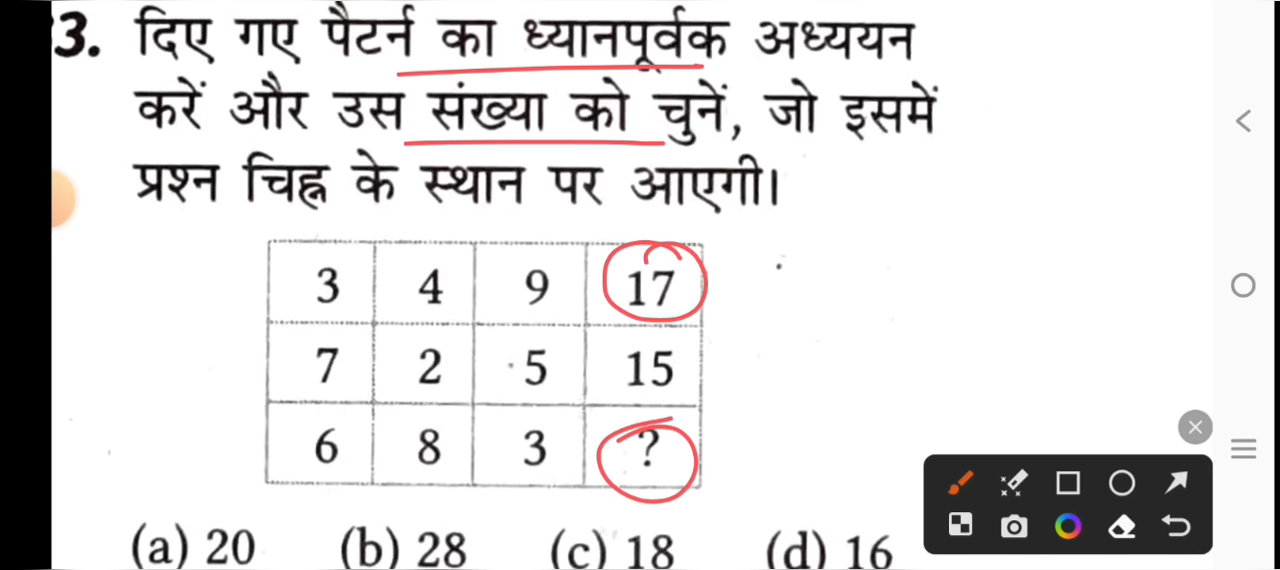 3. दिए गए पैटर्न का ध्यानपूर्वक अध्ययन
करें और उस संख्या को चुनें, जो इसमें
प्रश्न चिह्न के स्थान पर आएगी।
3 4 9 17
7 2 5 15
6 8 3 ?
(a) 20 (b) 28 (c) 18 (d) 16